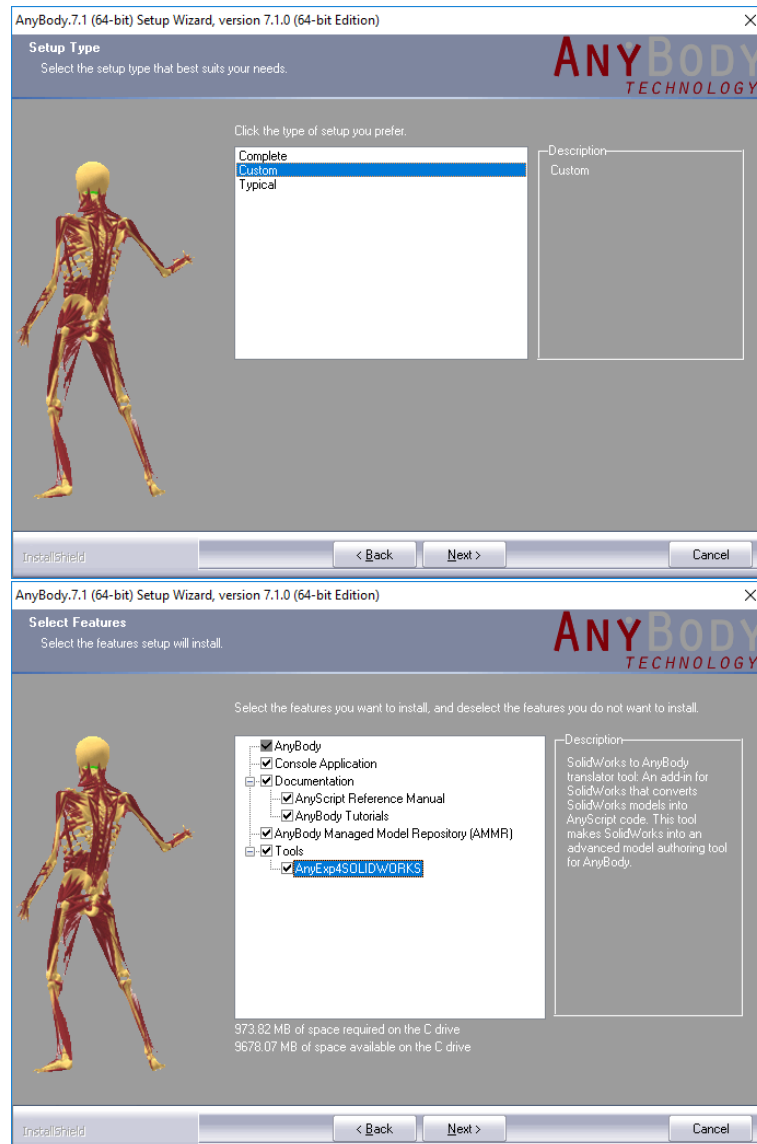 AnyBody.7.1 (64-bit) Setup Wizard, version 7.1.0 (64-bit Edition)
Setup Type
Select the setup type that best suits your needs.
ANYBODY
TECHNOLOGY
Click the type of setup you prefer.
Complete
Custom
Typical
Description
Custom
InstallShield
< Back
Next >
Cancel
AnyBody.7.1 (64-bit) Setup Wizard, version 7.1.0 (64-bit Edition)
Select Features
Select the features setup will install.
ANYBODY
TECHNOLOGY
Select the features you want to install, and deselect the features you do not want to install.
AnyBody
Console Application
Documentation
AnyScript Reference Manual
AnyBody Tutorials
AnyBody Managed Model Repository (AMMR)
Tools
AnyExp4SOLIDWORKS
Description
SolidWorks to AnyBody
translator tool: An add-in for
SolidWorks that converts
SolidWorks models into
AnyScript code. This tool
makes SolidWorks into an
advanced model authoring tool
for AnyBody.
973.82 MB of space required on the C drive
9678.07 MB of space available on the C drive
InstallShield
< Back
Next >
Cancel